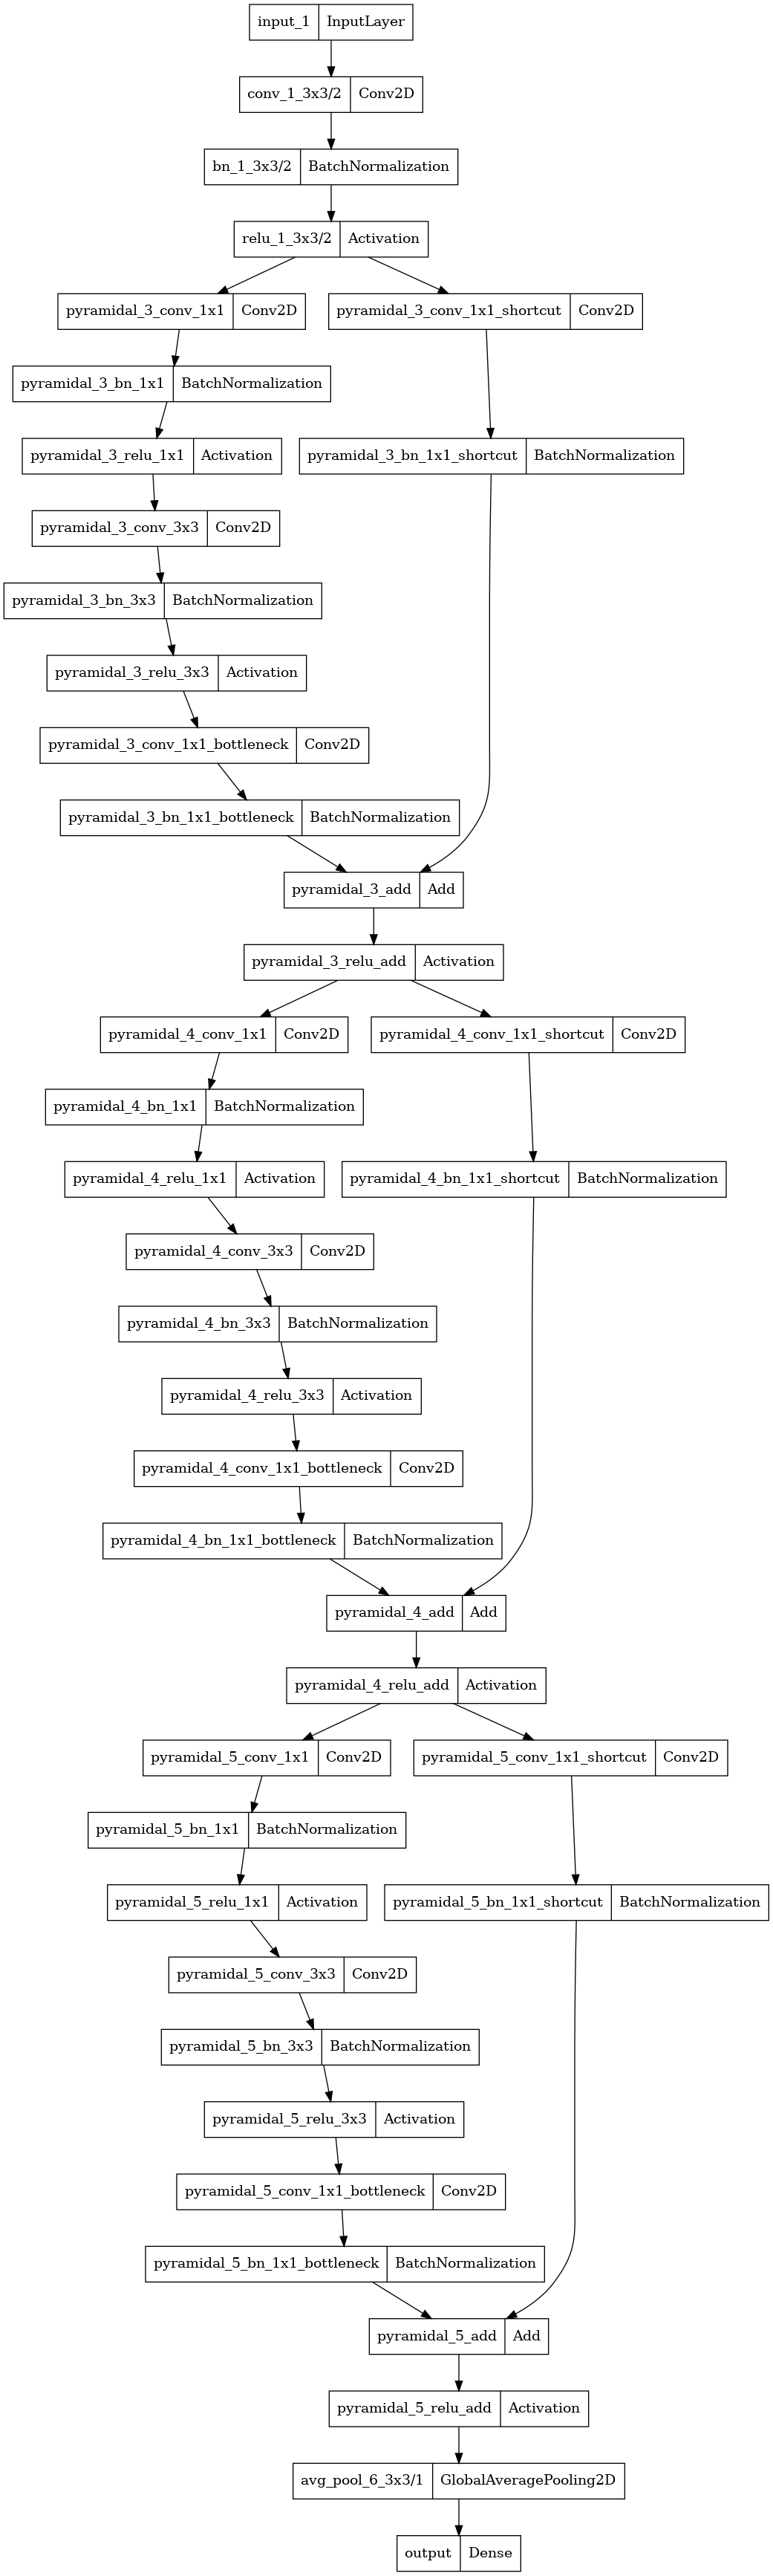 input_1 InputLayer
conv_1_3x3/2 Conv2D
bn_1_3x3/2 BatchNormalization
relu_1_3x3/2 Activation
pyramidal_3_conv_1x1 Conv2D pyramidal_3_conv_1x1_shortcut Conv2D
pyramidal_3_bn_1x1 BatchNormalization
pyramidal_3_relu_1x1 Activation pyramidal_3_bn_1x1_shortcut BatchNormalization
pyramidal_3_conv_3x3 Conv2D
pyramidal_3_bn_3x3 BatchNormalization
pyramidal_3_relu_3x3 Activation
pyramidal_3_conv_1x1_bottleneck Conv2D
pyramidal_3_bn_1x1_bottleneck BatchNormalization
pyramidal_3_add Add
pyramidal_3_relu_add Activation
pyramidal_4_conv_1x1 Conv2D pyramidal_4_conv_1x1_shortcut Conv2D
pyramidal_4_bn_1x1 BatchNormalization
pyramidal_4_relu_1x1 Activation pyramidal_4_bn_1x1_shortcut BatchNormalization
pyramidal_4_conv_3x3 Conv2D
pyramidal_4_bn_3x3 BatchNormalization
pyramidal_4_relu_3x3 Activation
pyramidal_4_conv_1x1_bottleneck Conv2D
pyramidal_4_bn_1x1_bottleneck BatchNormalization
pyramidal_4_add Add
pyramidal_4_relu_add Activation
pyramidal_5_conv_1x1 Conv2D pyramidal_5_conv_1x1_shortcut Conv2D
pyramidal_5_bn_1x1 BatchNormalization
pyramidal_5_relu_1x1 Activation pyramidal_5_bn_1x1_shortcut BatchNormalization
pyramidal_5_conv_3x3 Conv2D
pyramidal_5_bn_3x3 BatchNormalization
pyramidal_5_relu_3x3 Activation
pyramidal_5_conv_1x1_bottleneck Conv2D
pyramidal_5_bn_1x1_bottleneck BatchNormalization
pyramidal_5_add Add
pyramidal_5_relu_add Activation
avg_pool_6_3x3/1 GlobalAveragePooling2D
output Dense